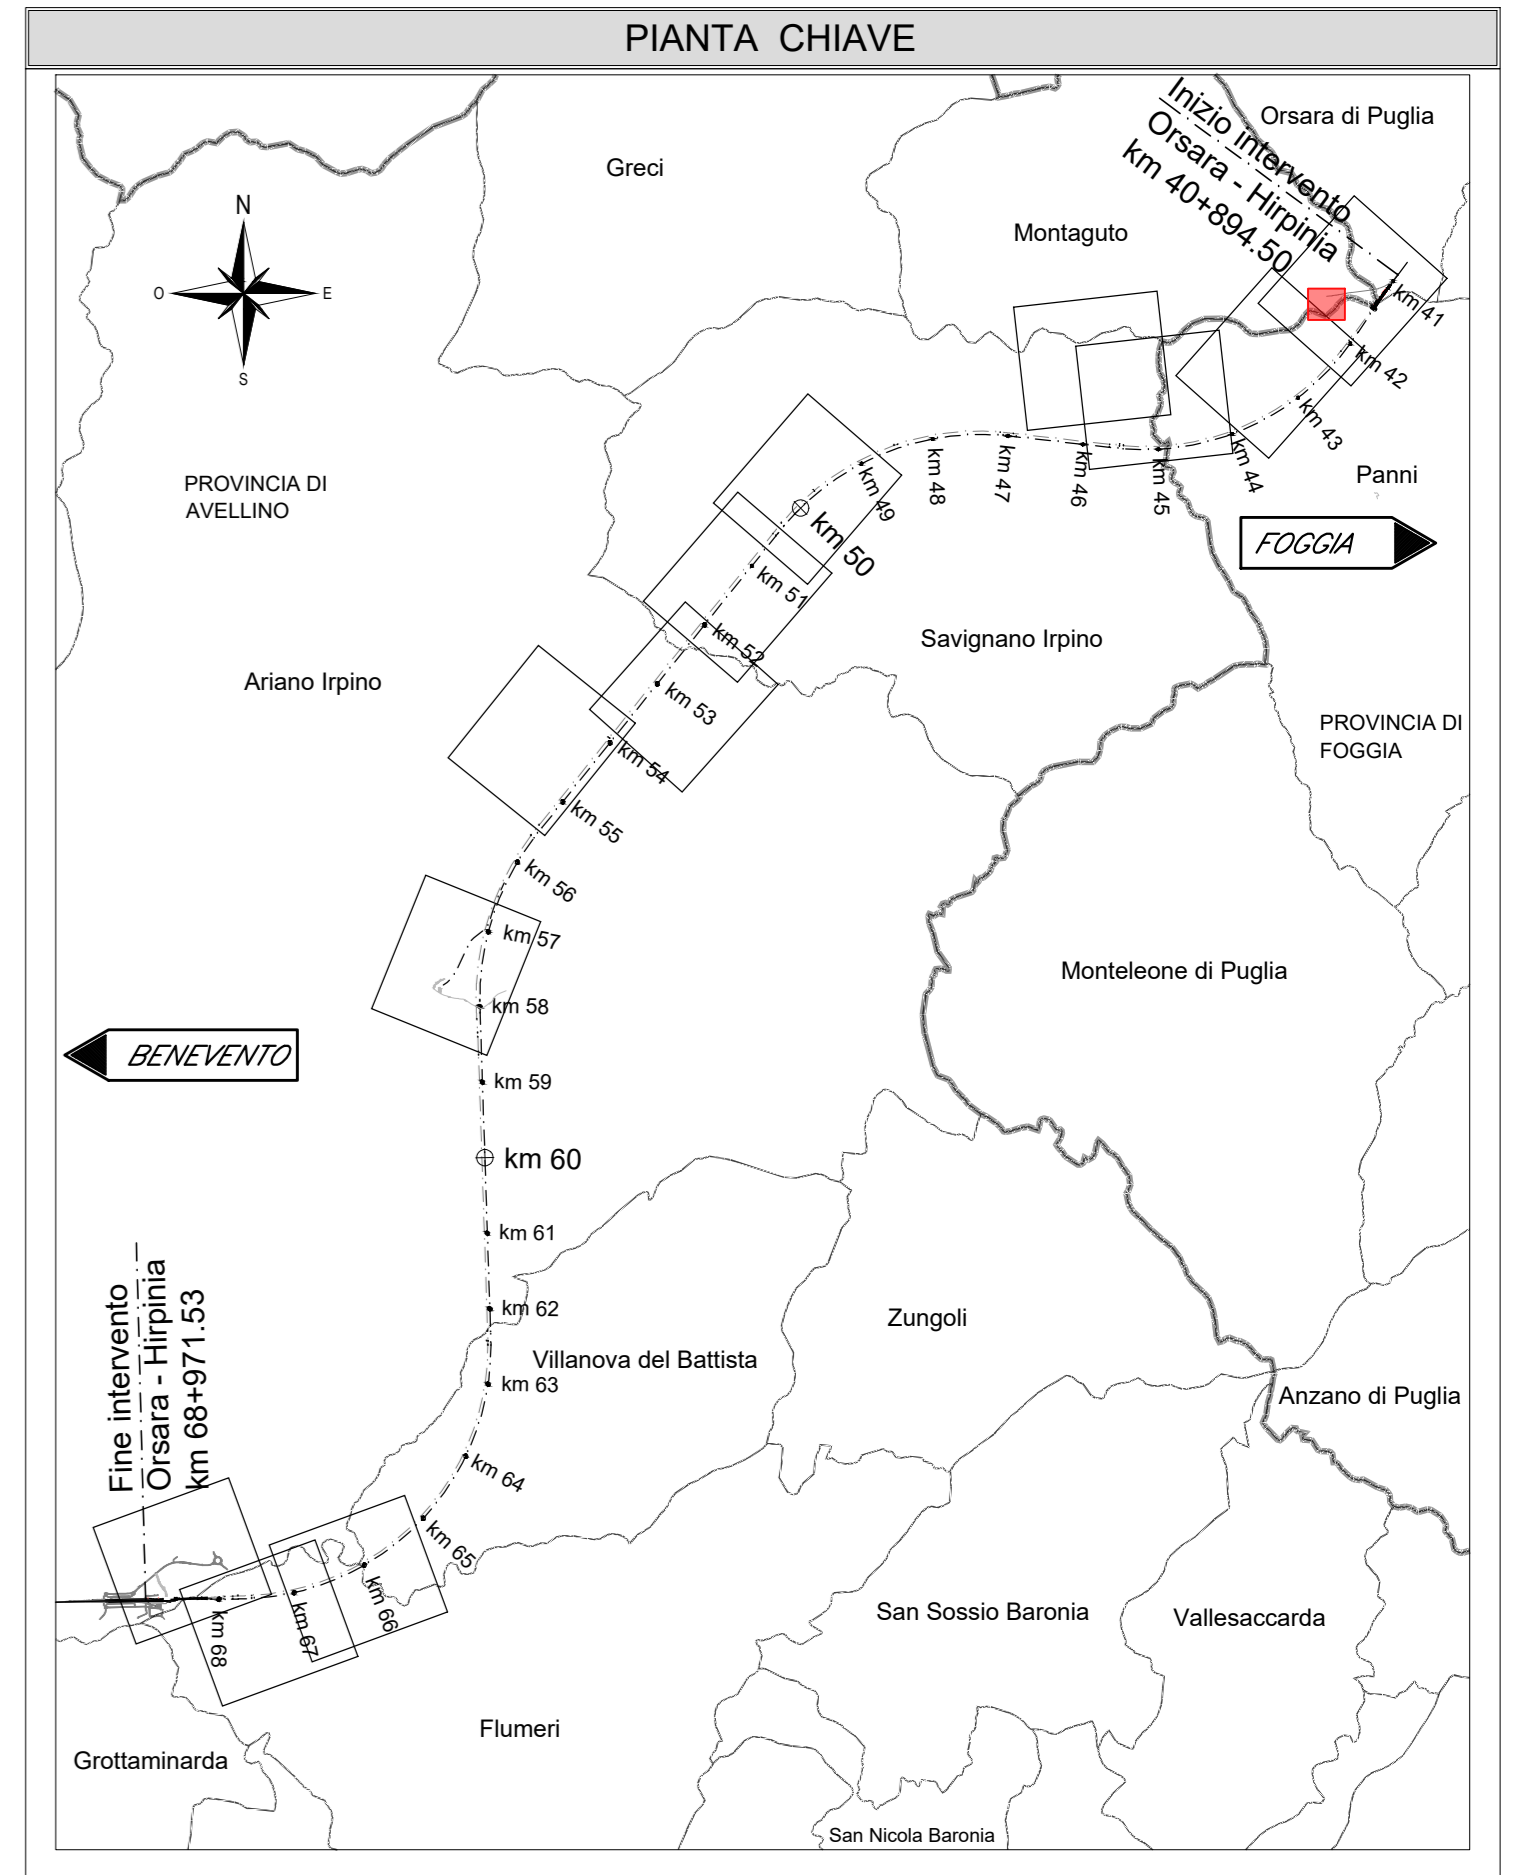 PIANTA CHIAVE
Orsara di Puglia
Inizio intervento
Orsara - Hirpinia
km 40+894.50
Greci
Montaguto
N
O
E
S
km 41
km 42
km 43
km 44
km 45
km 46
km 47
km 48
km 49
km 50
Panni
FOGGIA
PROVINCIA DI
AVELLINO
km 51
km 52
km 53
km 54
km 55
km 56
km 57
km 58
km 59
Savignano Irpino
Ariano Irpino
PROVINCIA DI
FOGGIA
Monteleone di Puglia
BENEVENTO
km 60
km 61
km 62
km 63
km 64
km 65
km 66
km 67
km 68
Zungoli
Villanova del Battista
Anzano di Puglia
Fine intervento
Orsara - Hirpinia
km 68+971.53
San Sossio Baronia
Vallesaccarda
Flumeri
Grottaminarda
San Nicola Baronia